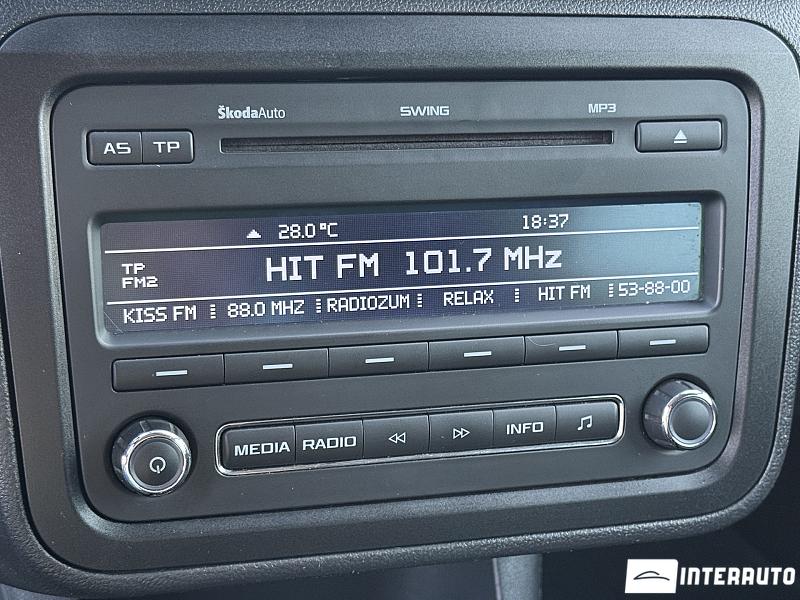 ŠkodaAuto SWING MP3
AS TP
28.0°C 18:37
TP
FM2
HIT FM 101.7 MHz
KISS FM 88.0 MHZ RADIOZUM RELAX HIT FM 53-88-00
MEDIA RADIO INFO
INTERAUTO